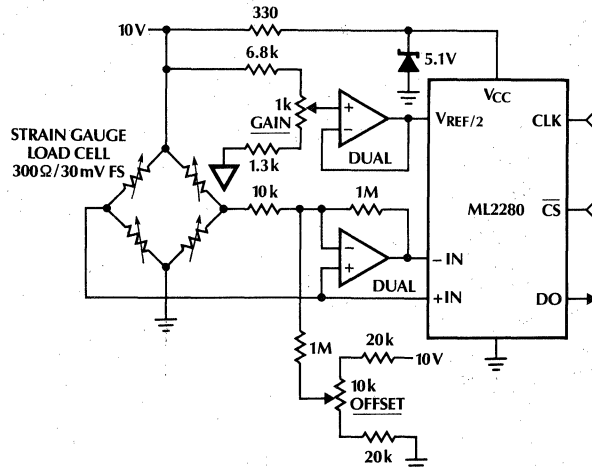 330
10V
6.8k
5.1V
1k
GAIN
1.3k
DUAL
VCC
VREF/2
CLK
ML2280
CS
DO
−IN
+IN
STRAIN GAUGE
LOAD CELL
300Ω/30mV FS
10k
1M
DUAL
1M
20k
10V
10k
OFFSET
20k